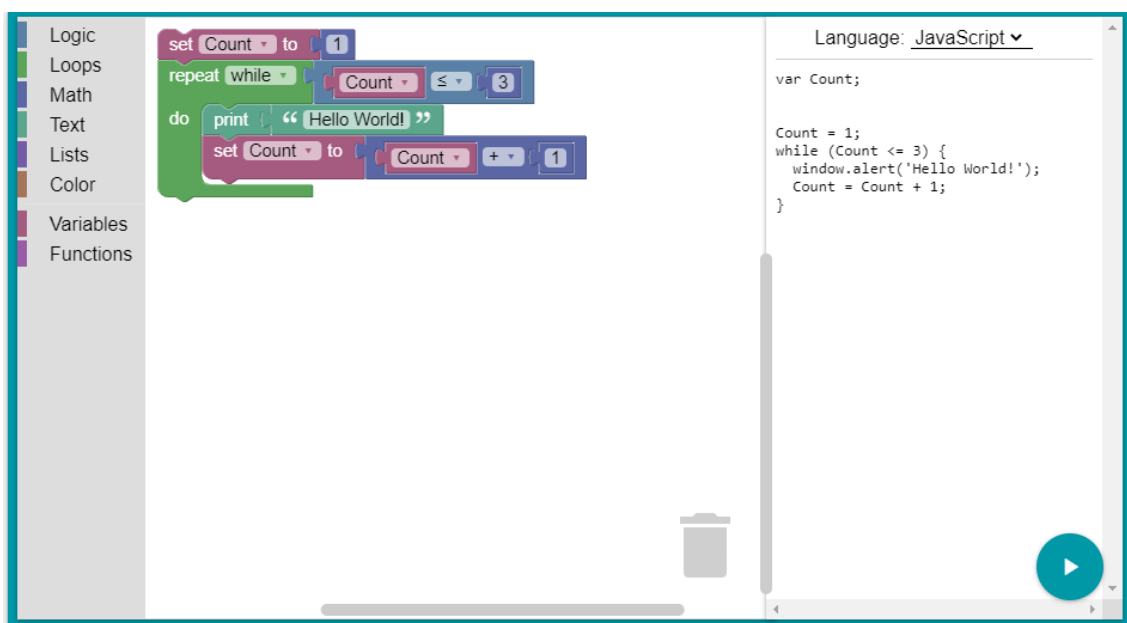 Logic
Loops
Math
Text
Lists
Color
Variables
Functions
set Count to 1
repeat while Count ≤ 3
do print “ Hello World! ”
set Count to Count + 1
Language: JavaScript
var Count;
Count = 1;
while (Count <= 3) {
  window.alert('Hello World!');
  Count = Count + 1;
}